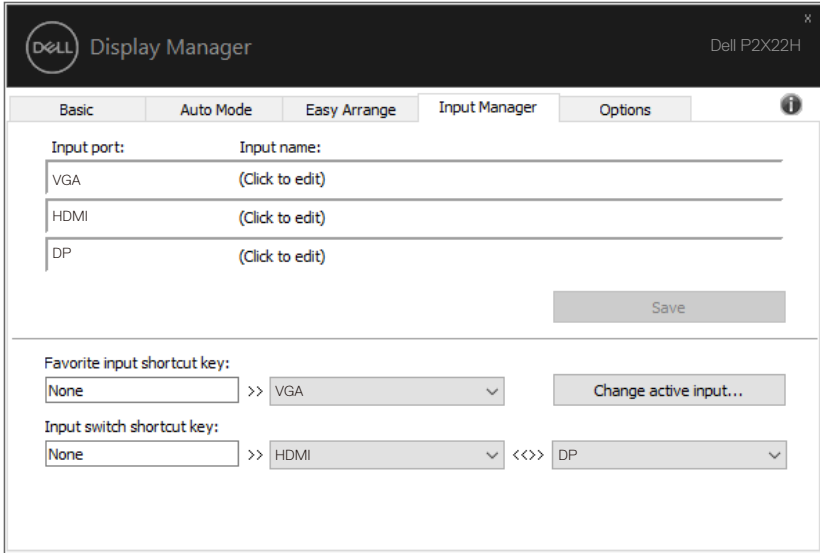 x
DELL Display Manager Dell P2X22H
Basic Auto Mode Easy Arrange Input Manager Options i
Input port: Input name:
VGA (Click to edit)
HDMI (Click to edit)
DP (Click to edit)
Save
Favorite input shortcut key:
None >> VGA Change active input...
Input switch shortcut key:
None >> HDMI <<>> DP